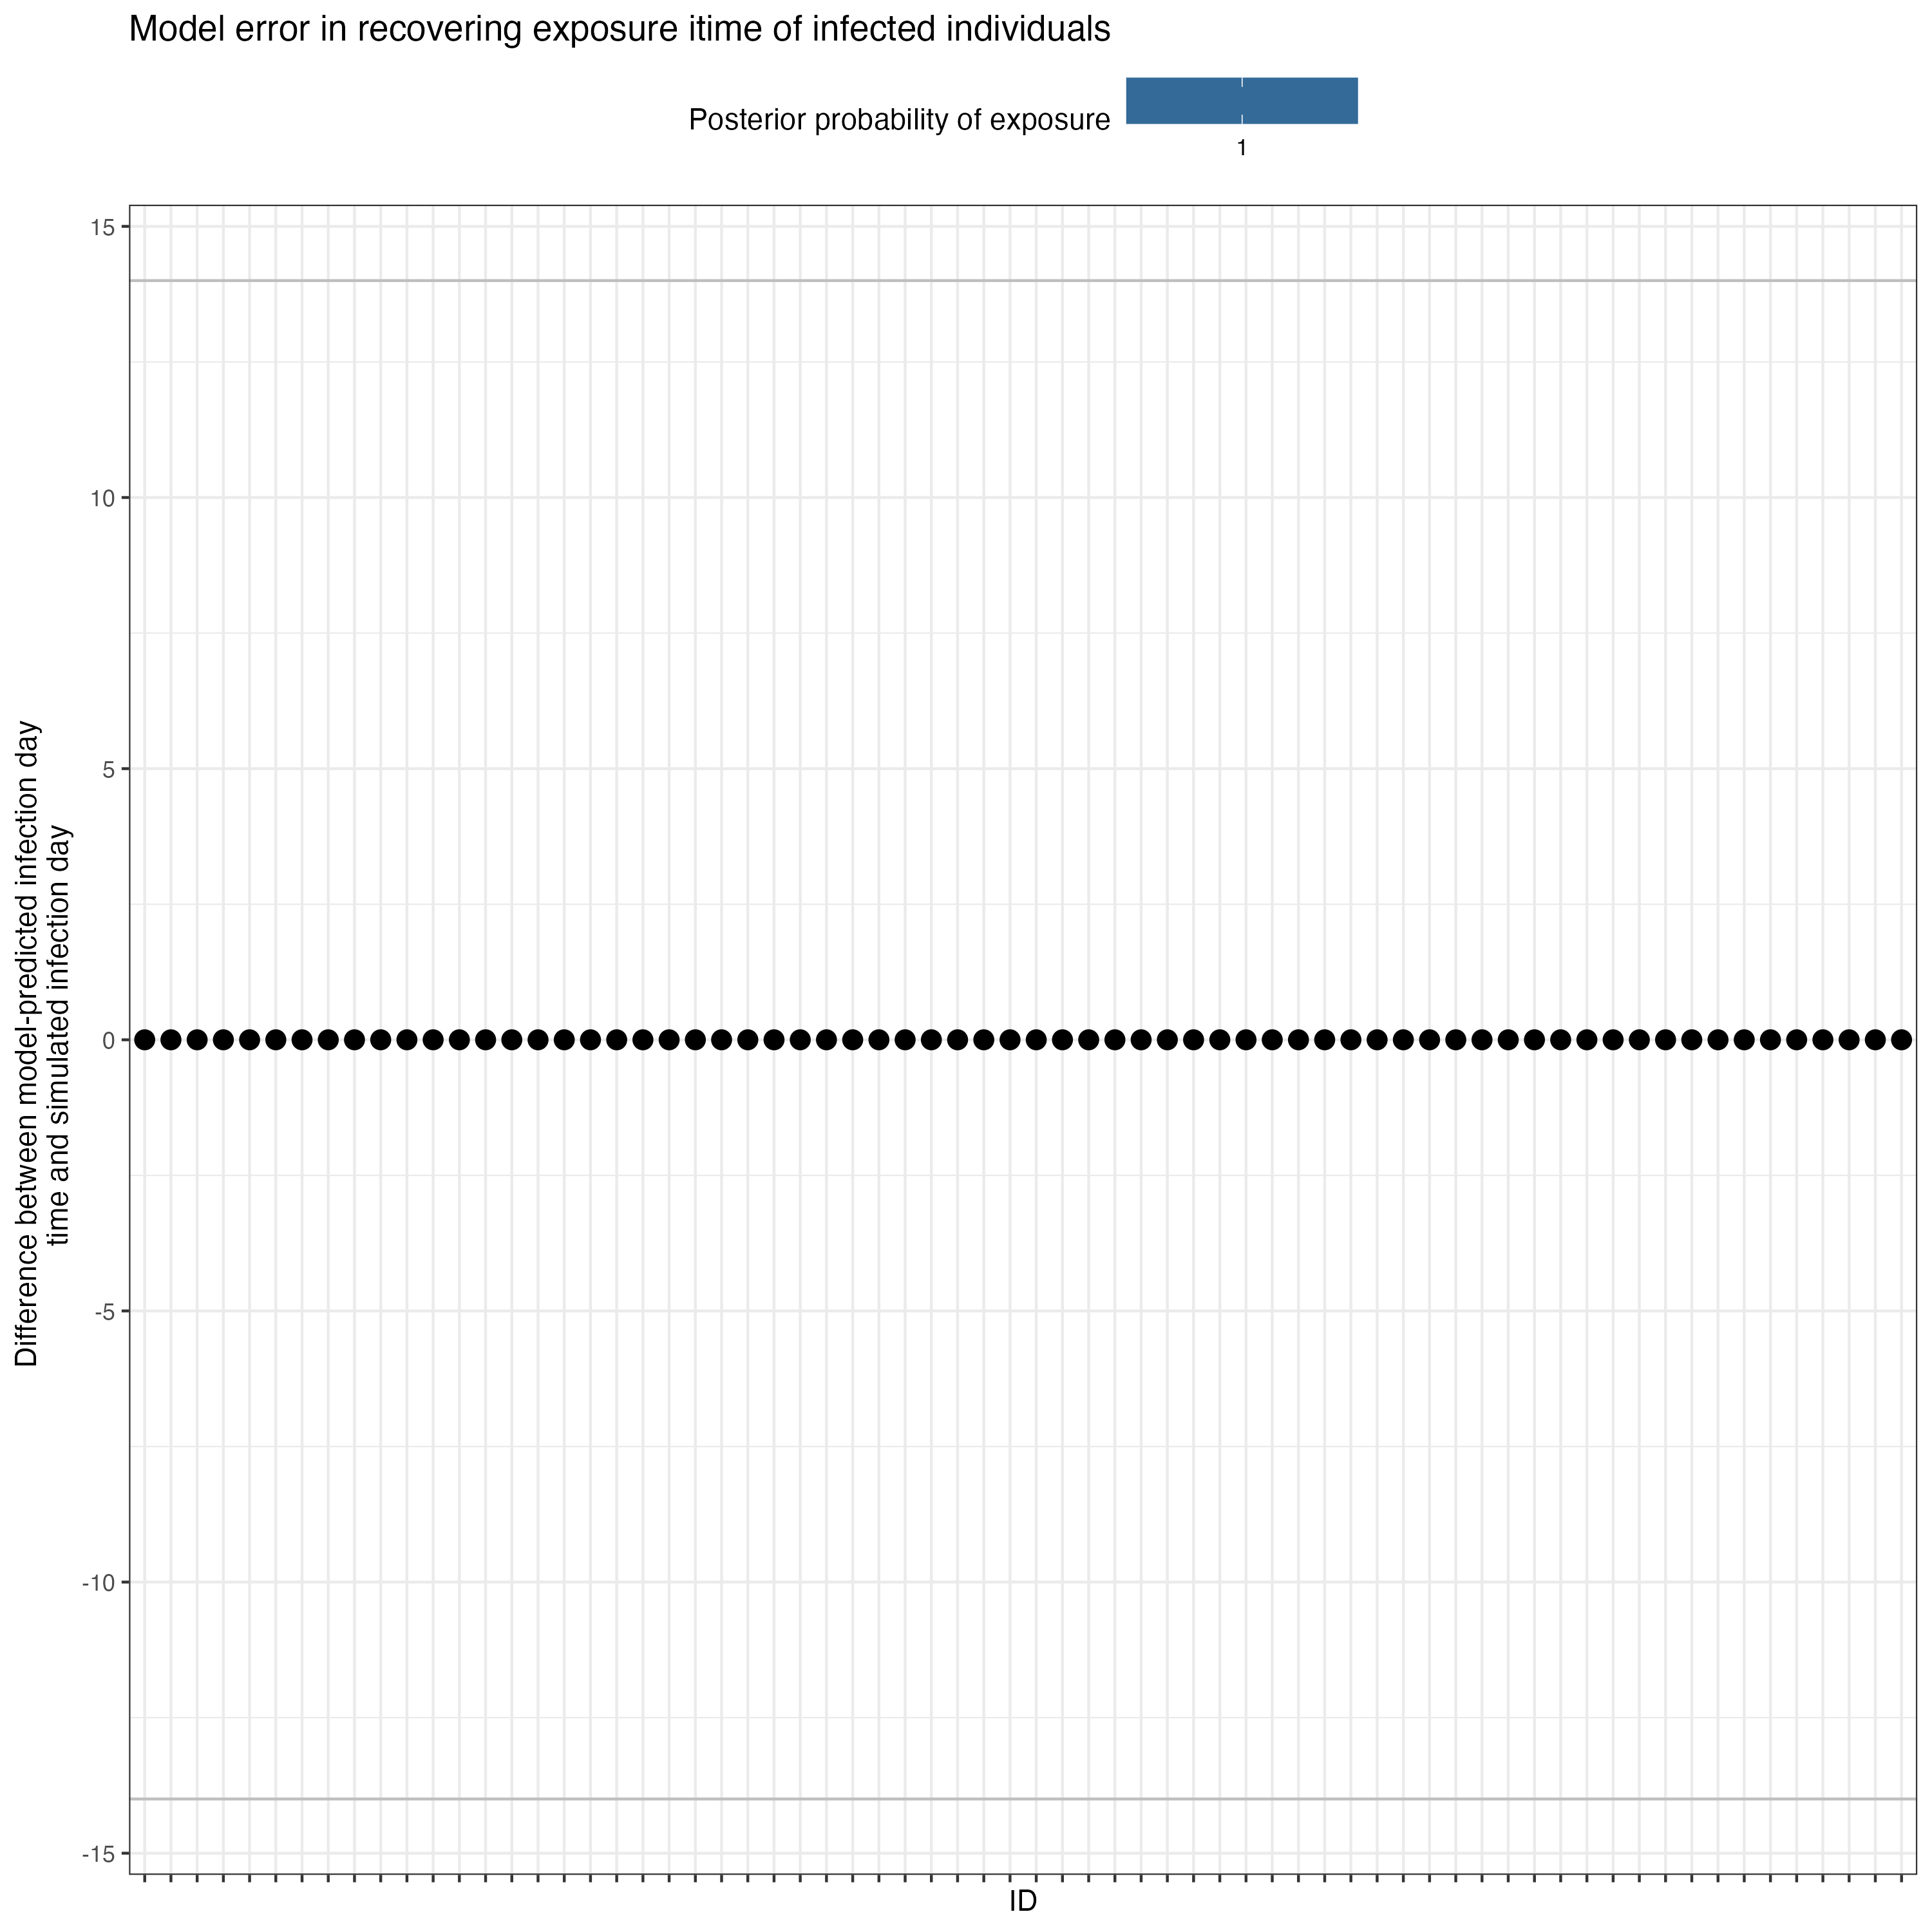 Model error in recovering exposure itime of infected individuals
Posterior probability of exposure
1
Difference between model-predicted infection day
time and simulated infection day
15
10
5
0
-5
-10
-15
ID